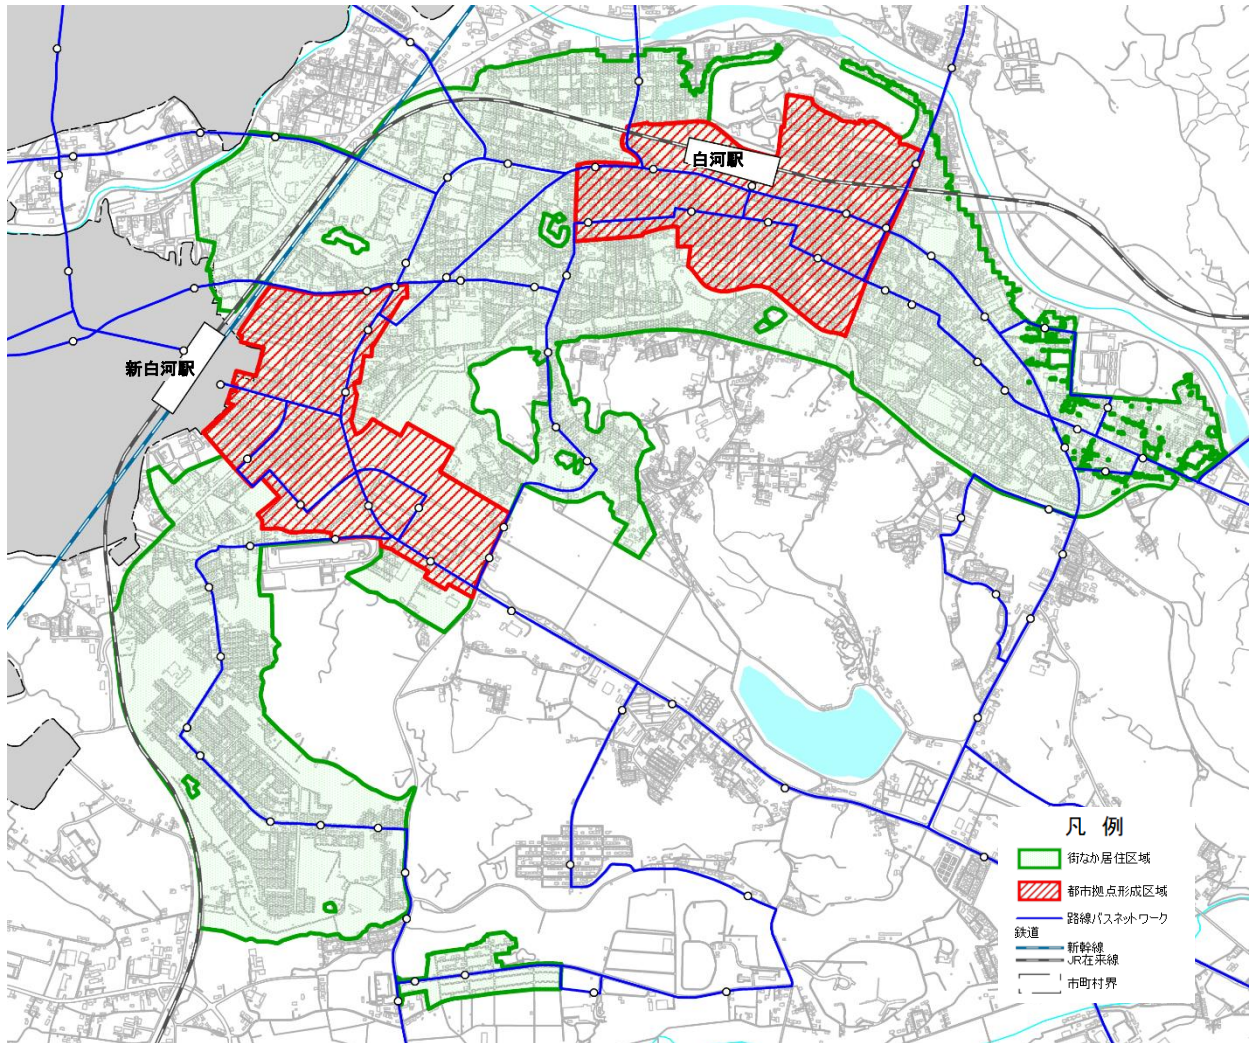 白河駅
新白河駅
凡 例
街なか居住区域
都市拠点形成区域
路線バスネットワーク
鉄道
新幹線
JR在来線
市町村界